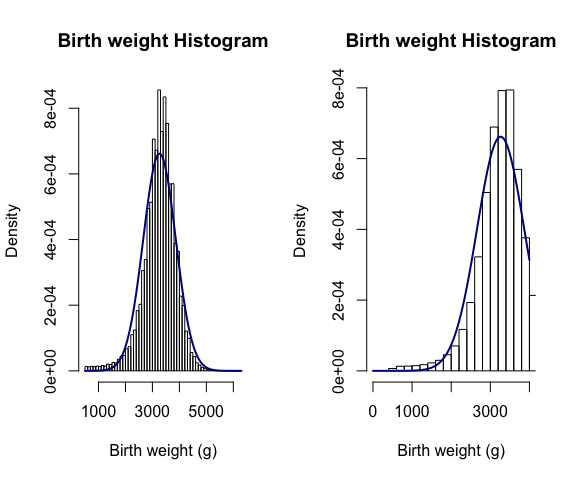 Birth weight Histogram
Density
8e-04
6e-04
4e-04
2e-04
0e+00
1000 3000 5000
Birth weight (g)
Birth weight Histogram
Density
8e-04
6e-04
4e-04
2e-04
0e+00
0 1000 3000
Birth weight (g)